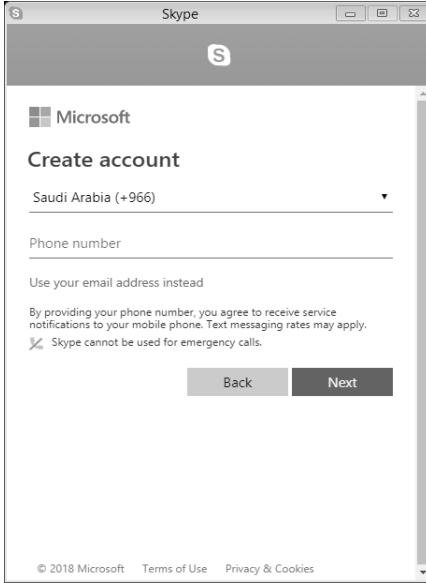 Skype
Microsoft
Create account
Saudi Arabia (+966)
Phone number
Use your email address instead
By providing your phone number, you agree to receive service
notifications to your mobile phone. Text messaging rates may apply.
Skype cannot be used for emergency calls.
Back Next
© 2018 Microsoft Terms of Use Privacy & Cookies